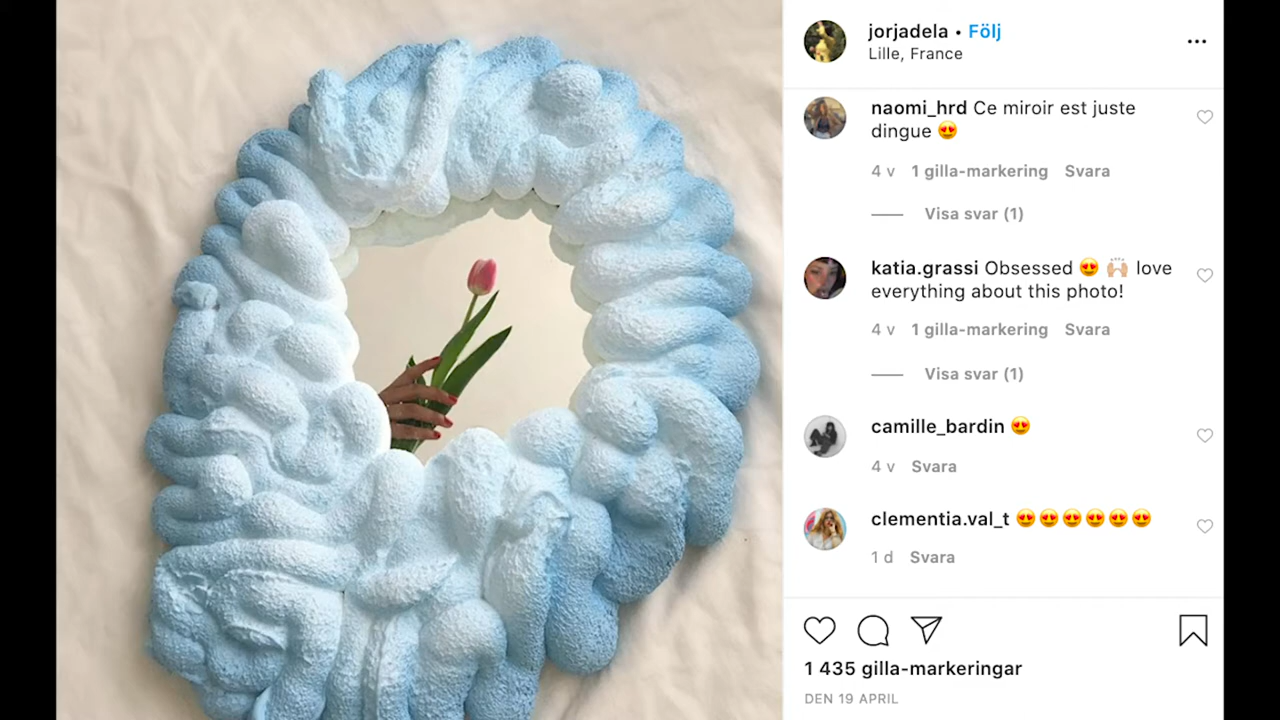 jorjadela • Följ
Lille, France
naomi_hrd Ce miroir est juste
dingue 😍
4 v 1 gilla-markering Svara
Visa svar (1)
katia.grassi Obsessed 😍 🙌🏻 love
everything about this photo!
4 v 1 gilla-markering Svara
Visa svar (1)
camille_bardin 😍
4 v Svara
clementia.val_t 😍😍😍😍😍😍
1 d Svara
1 435 gilla-markeringar
DEN 19 APRIL